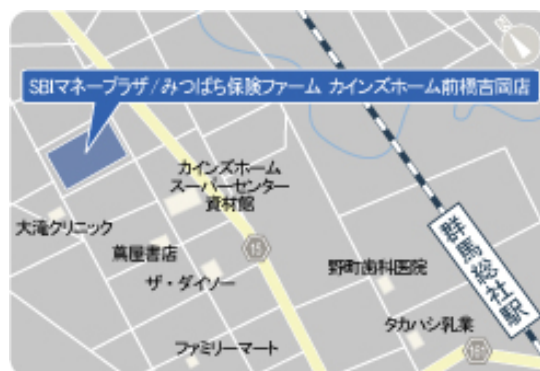 SBIマネープラザ/みつばち保険ファーム カインズホーム前橋吉岡店
カインズホーム
スーパーセンター
資材館
大滝クリニック
蔦屋書店
ザ・ダイソー
15
野町歯科医院
群馬総社駅
タカハシ乳業
ファミリーマート